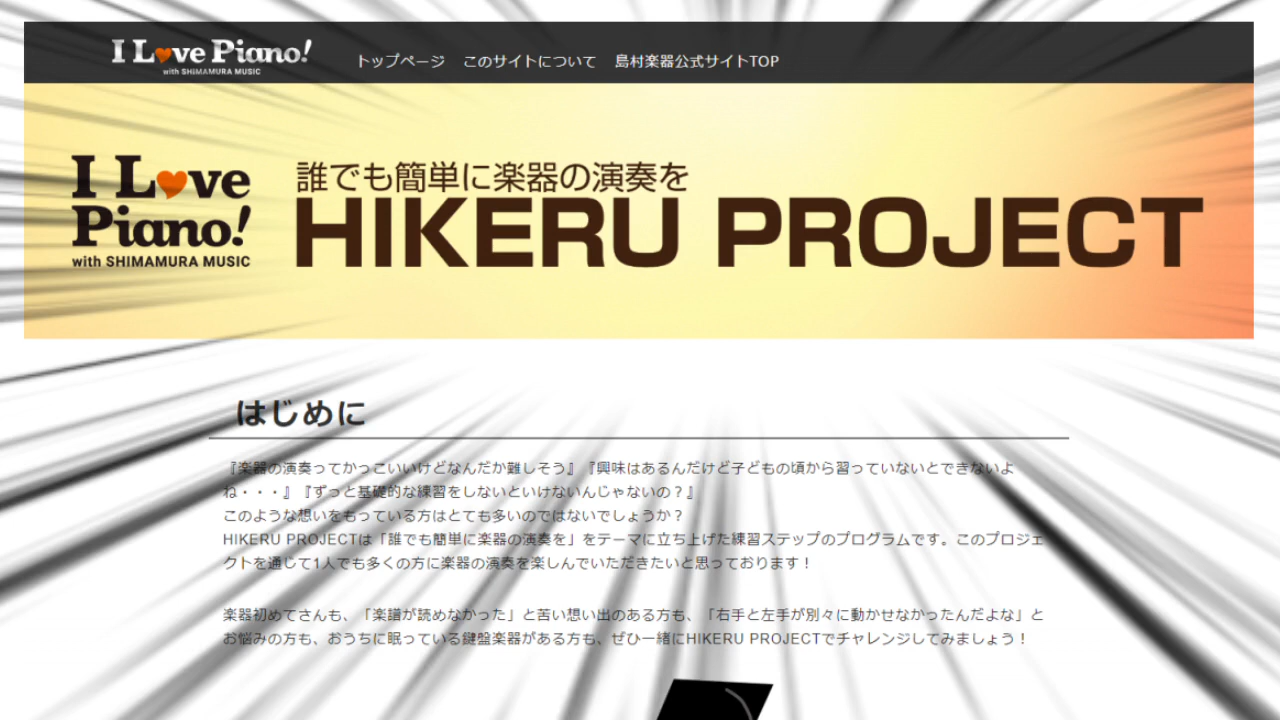 I Love Piano!
with SHIMAMURA MUSIC
トップページ このサイトについて 島村楽器公式サイトTOP
I Love
Piano!
with SHIMAMURA MUSIC
誰でも簡単に楽器の演奏を
HIKERU PROJECT
はじめに
『楽器の演奏ってかっこいいけどなんだか難しそう』『興味はあるんだけど子どもの頃から習っていないとできないよ
ね・・・』『ずっと基礎的な練習をしないといけないんじゃないの？』
このような想いをもっている方はとても多いのではないでしょうか？
HIKERU PROJECTは「誰でも簡単に楽器の演奏を」をテーマに立ち上げた練習ステップのプログラムです。このプロジェ
クトを通じて1人でも多くの方に楽器の演奏を楽しんでいただきたいと思っております！
楽器初めてさんも、「楽譜が読めなかった」と苦い想い出のある方も、「右手と左手が別々に動かせなかったんだよな」と
お悩みの方も、おうちに眠っている鍵盤楽器がある方も、ぜひ一緒にHIKERU PROJECTでチャレンジしてみましょう！